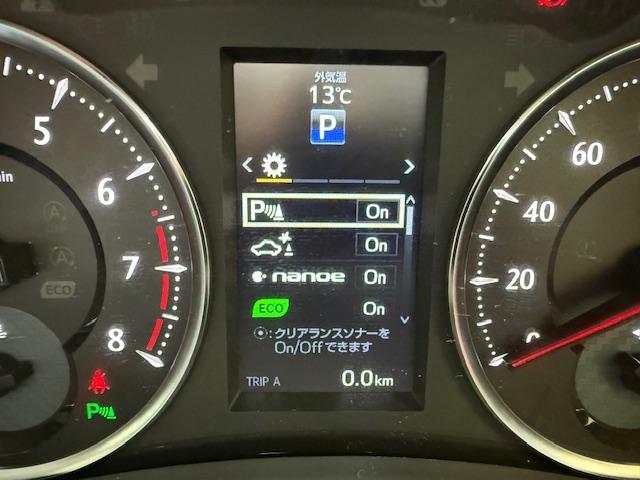 外気温
13℃
P
5
6
7
8
60
40
20
0
P On
On
nanoe On
ECO On
ECO
:クリアランスソナーを
On/Offできます
TRIP A 0.0km
P